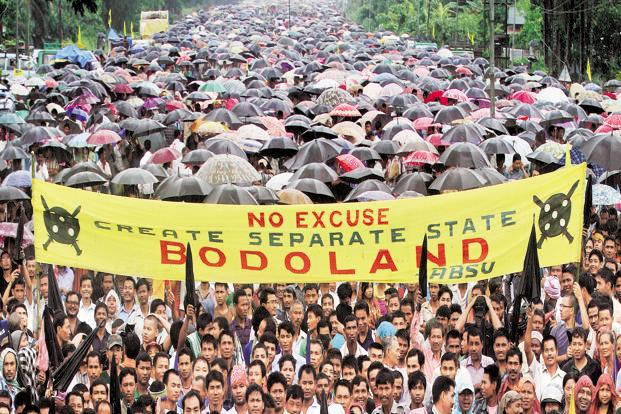 NO EXCUSE
CREATE SEPARATE STATE
BODOLAND
ABSU